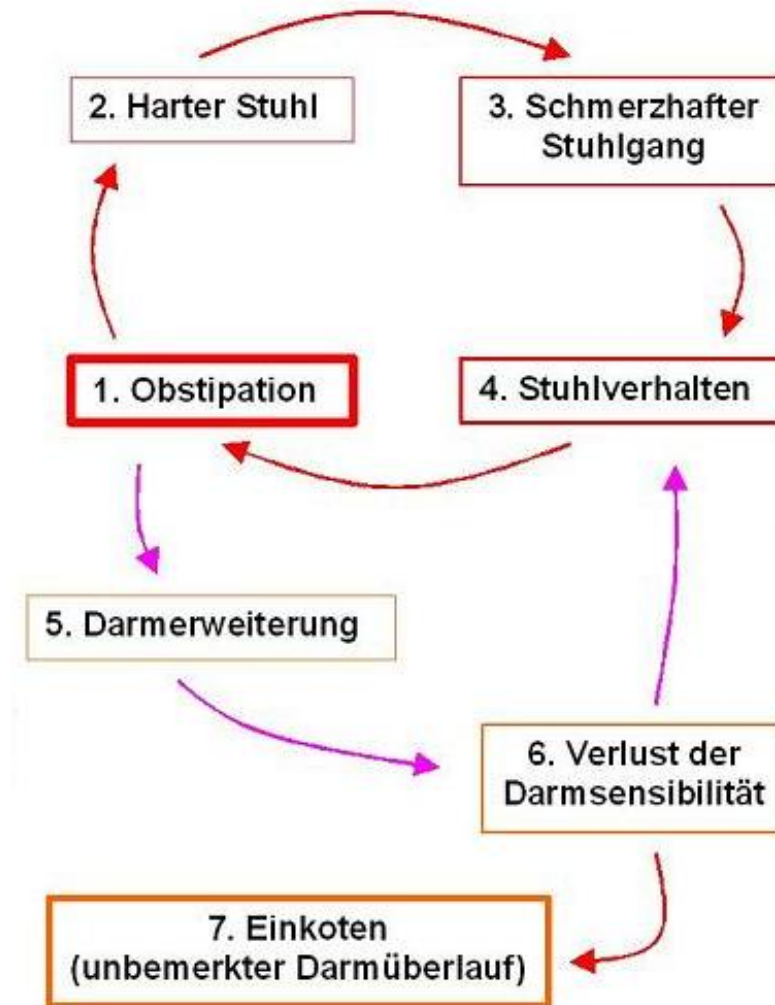 2. Harter Stuhl
3. Schmerzhafter
Stuhlgang
1. Obstipation
4. Stuhlverhalten
5. Darmerweiterung
6. Verlust der
Darmsensibilität
7. Einkoten
(unbemerkter Darmüberlauf)